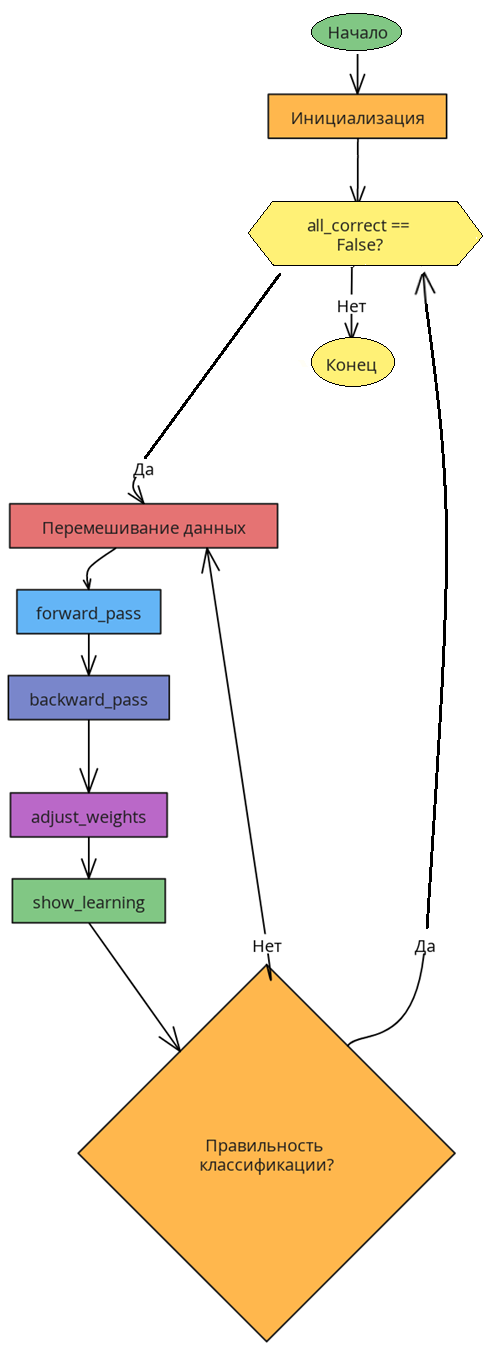 Начало
Инициализация
all_correct ==
False?
Нет
Конец
Да
Перемешивание данных
forward_pass
backward_pass
adjust_weights
show_learning
Нет
Да
Правильность
классификации?